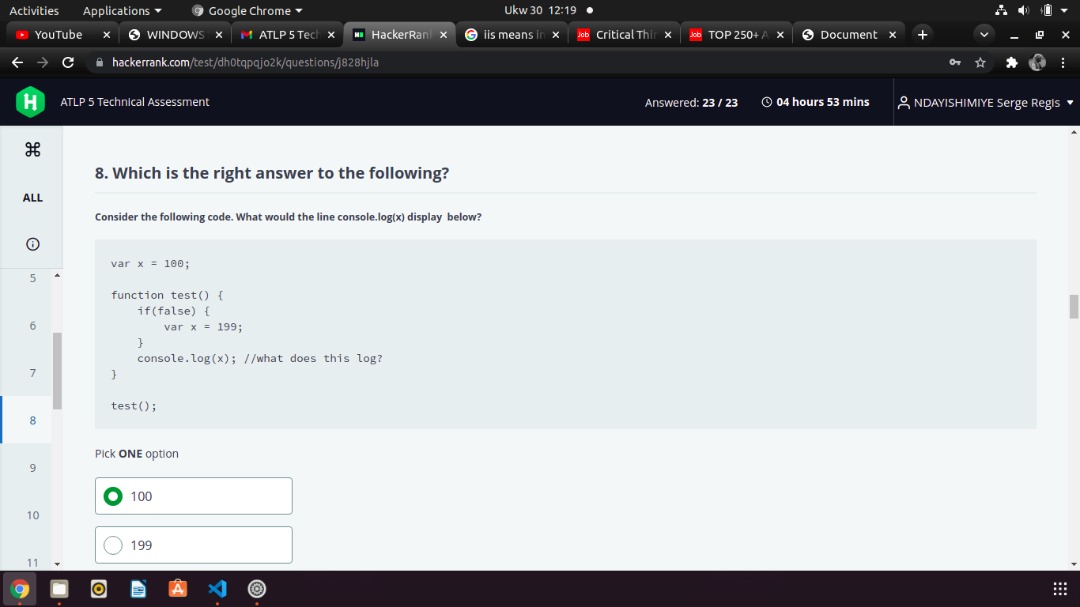 Activities Applications Google Chrome Ukw 30 12:19
YouTube WINDOWS ATLP 5 Tech HackerRan iis means in Critical Thin TOP 250+ A Document
hackerrank.com/test/dh0tqpqjo2k/questions/j828hjla
H ATLP 5 Technical Assessment Answered: 23 / 23 04 hours 53 mins NDAYISHIMIYE Serge Regis
ALL
5
6
7
8
9
10
11
8. Which is the right answer to the following?
Consider the following code. What would the line console.log(x) display below?
var x = 100;
function test() {
if(false) {
var x = 199;
}
console.log(x); //what does this log?
}
test();
Pick ONE option
100
199